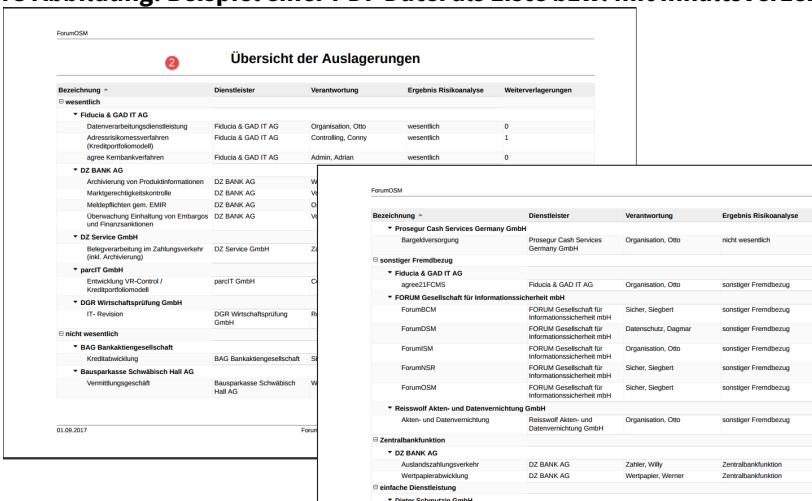 ForumOSM
2
Übersicht der Auslagerungen
Bezeichnung Dienstleister Verantwortung Ergebnis Risikoanalyse Weiterverlagerungen
wesentlich
Fiducia & GAD IT AG
Datenverarbeitungsdienstleistung Fiducia & GAD IT AG Organisation, Otto wesentlich 0
Adressrisikomessverfahren Fiducia & GAD IT AG Controlling, Conny wesentlich 1
(Kreditportfoliomodell)
agree Kernbankverfahren Fiducia & GAD IT AG Admin, Adrian wesentlich 0
DZ BANK AG
Archivierung von Produktinformationen DZ BANK AG
Marktgerechtigkeitskontrolle DZ BANK AG
Meldepflichten gem. EMIR DZ BANK AG
Überwachung Einhaltung von Embargos DZ BANK AG
und Finanzsanktionen
DZ Service GmbH
Belegverarbeitung im Zahlungsverkehr DZ Service GmbH
(inkl. Archivierung)
parcIT GmbH
Entwicklung VR-Control / parcIT GmbH
Kreditportfoliomodell
DGR Wirtschaftsprüfung GmbH
IT- Revision DGR Wirtschaftsprüfung
GmbH
nicht wesentlich
BAG Bankaktiengesellschaft
Kreditabwicklung BAG Bankaktiengesellschaft
Bausparkasse Schwäbisch Hall AG
Vermittlungsgeschäft Bausparkasse Schwäbisch
Hall AG
01.09.2017 Forum
ForumOSM
Bezeichnung Dienstleister Verantwortung Ergebnis Risikoanalyse
Prosegur Cash Services Germany GmbH
Bargeldversorgung Prosegur Cash Services Organisation, Otto nicht wesentlich
Germany GmbH
sonstiger Fremdbezug
Fiducia & GAD IT AG
agree21FCMS Fiducia & GAD IT AG Organisation, Otto sonstiger Fremdbezug
FORUM Gesellschaft für Informationssicherheit mbH
ForumBCM FORUM Gesellschaft für Sicher, Siegbert sonstiger Fremdbezug
Informationssicherheit mbH
ForumDSM FORUM Gesellschaft für Datenschutz, Dagmar sonstiger Fremdbezug
Informationssicherheit mbH
ForumISM FORUM Gesellschaft für Organisation, Otto sonstiger Fremdbezug
Informationssicherheit mbH
ForumNSR FORUM Gesellschaft für Sicher, Siegbert sonstiger Fremdbezug
Informationssicherheit mbH
ForumOSM FORUM Gesellschaft für Sicher, Siegbert sonstiger Fremdbezug
Informationssicherheit mbH
Reisswolf Akten- und Datenvernichtung GmbH
Akten- und Datenvernichtung Reisswolf Akten- und Organisation, Otto sonstiger Fremdbezug
Datenvernichtung GmbH
Zentralbankfunktion
DZ BANK AG
Auslandszahlungsverkehr DZ BANK AG Zahler, Willy Zentralbankfunktion
Wertpapierabwicklung DZ BANK AG Wertpapier, Werner Zentralbankfunktion
einfache Dienstleistung